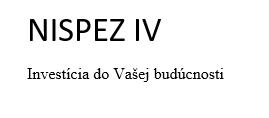 NISPEZ IV
Investícia do Vašej budúcnosti